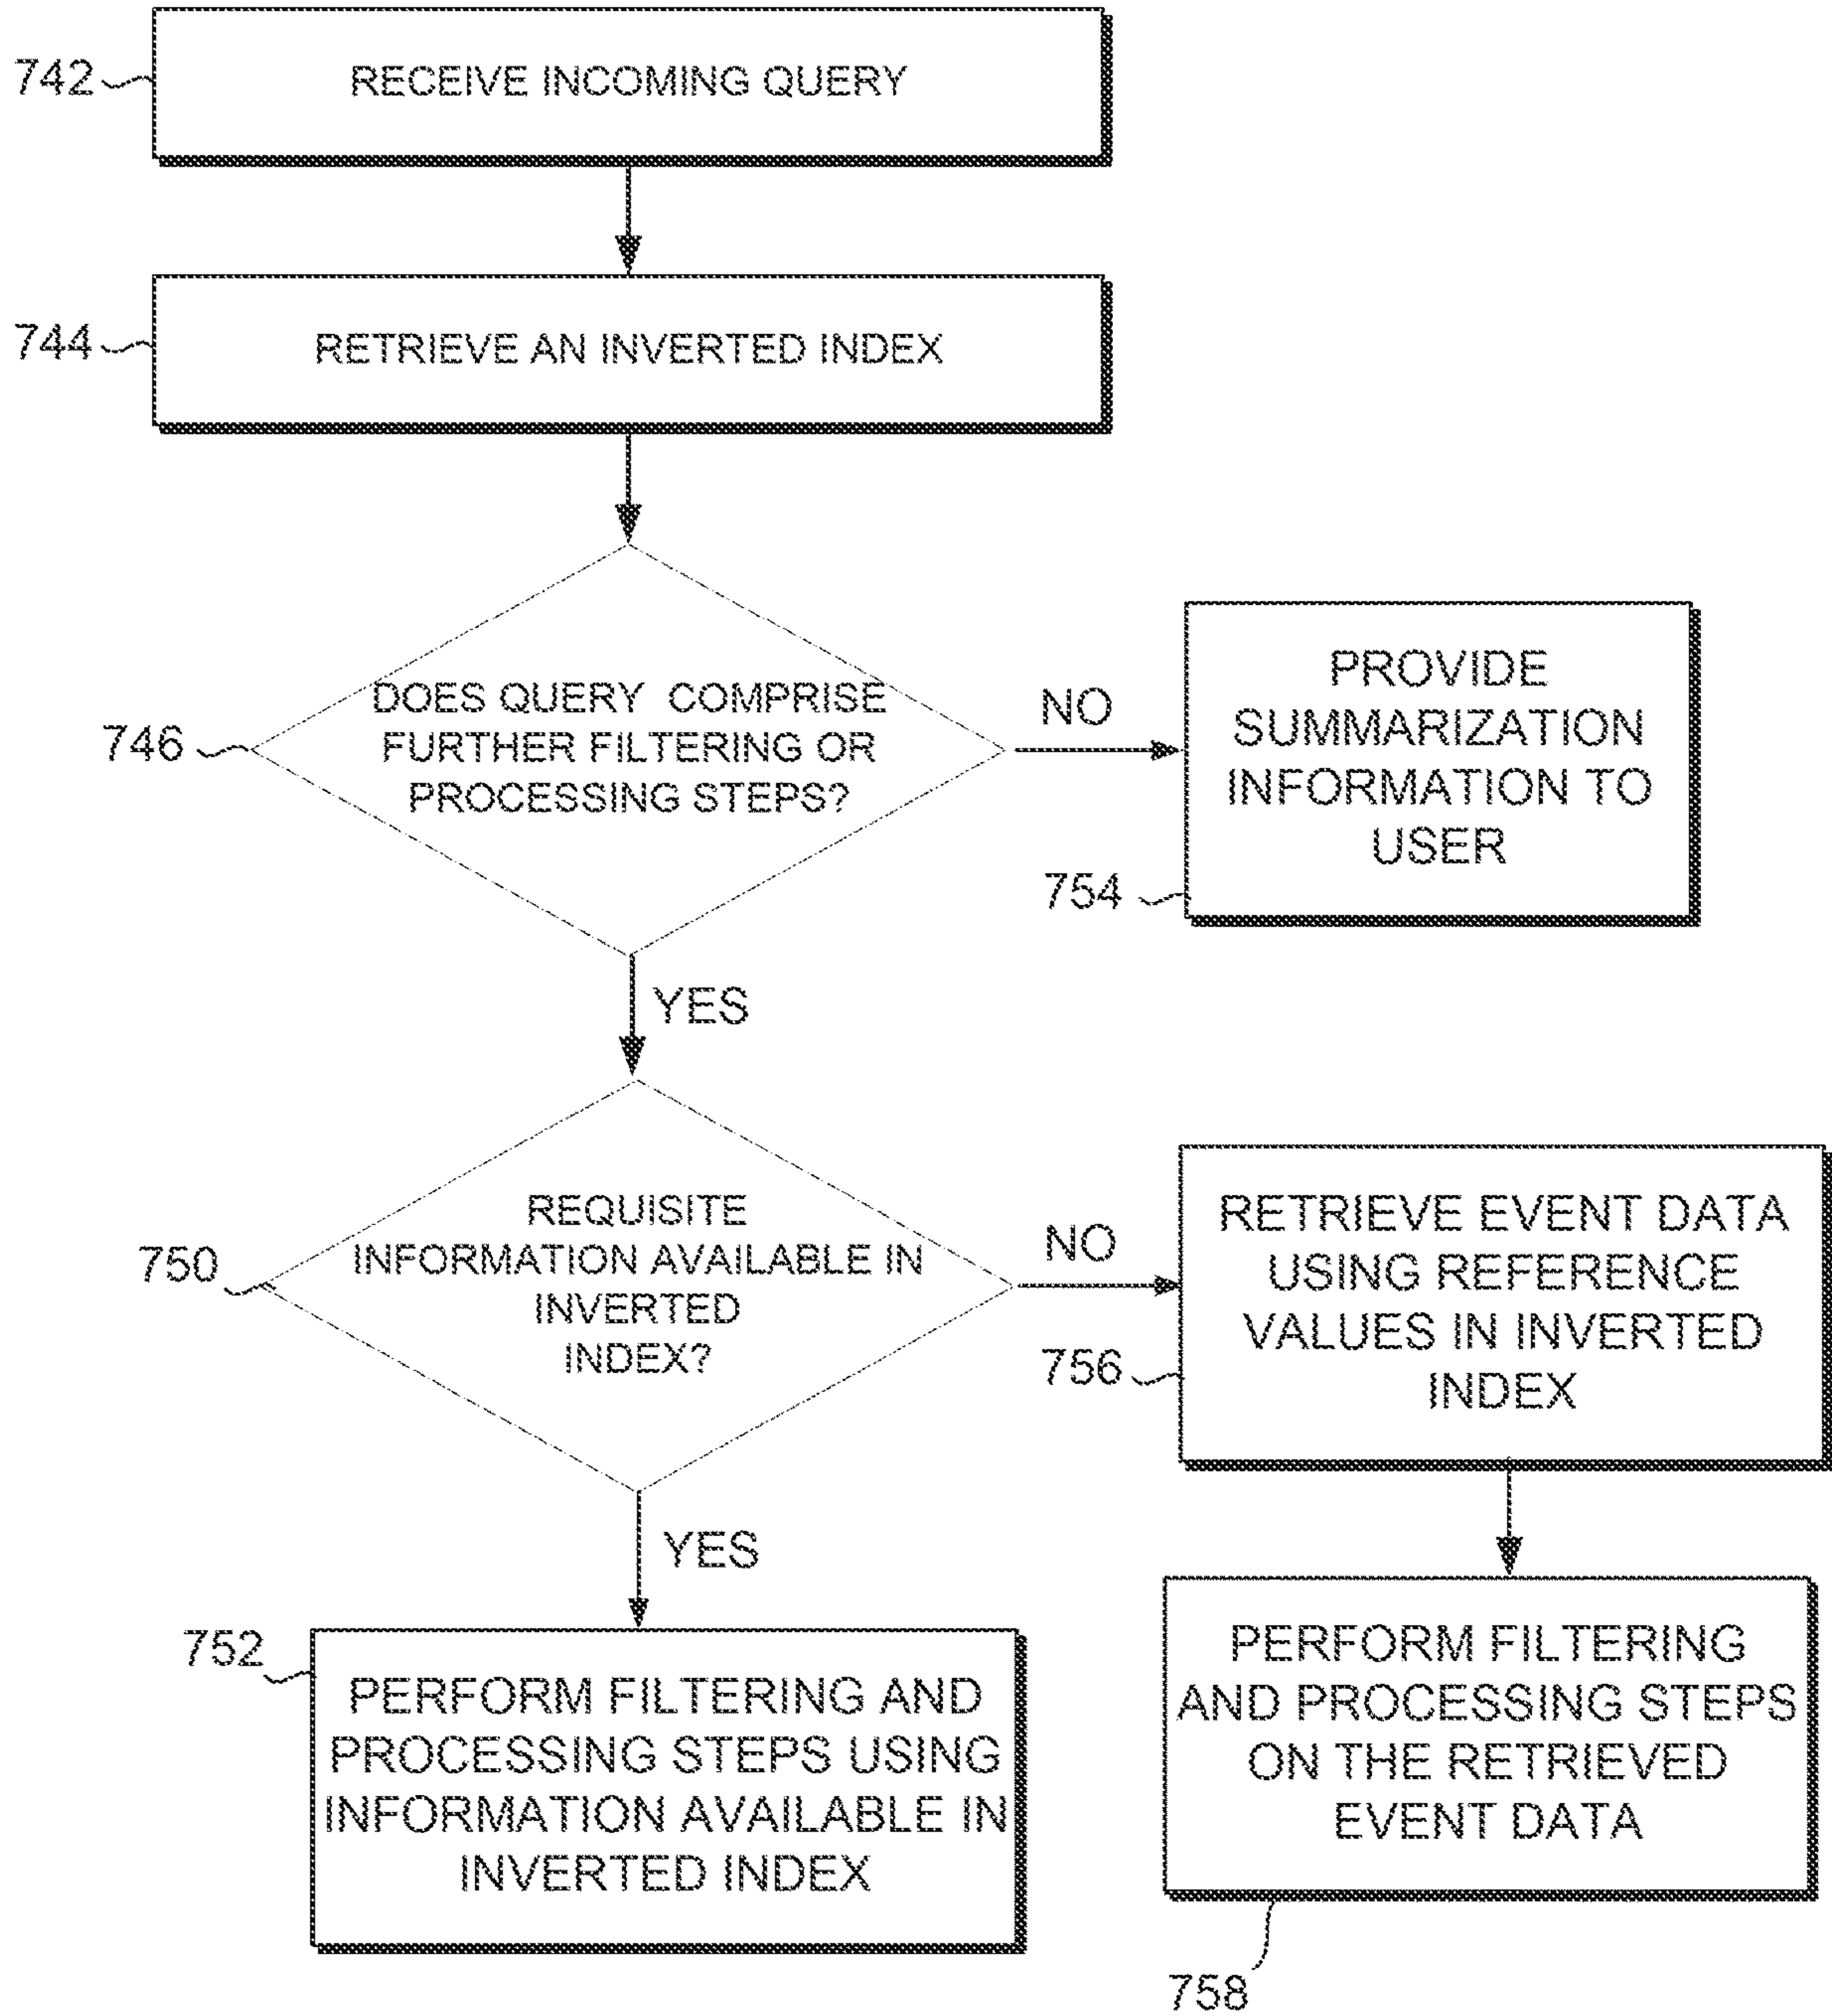 742
RECEIVE INCOMING QUERY
744
RETRIEVE AN INVERTED INDEX
746
DOES QUERY COMPRISE
FURTHER FILTERING OR
PROCESSING STEPS?
NO
754
PROVIDE
SUMMARIZATION
INFORMATION TO
USER
YES
750
REQUISITE
INFORMATION AVAILABLE IN
INVERTED
INDEX?
NO
756
RETRIEVE EVENT DATA
USING REFERENCE
VALUES IN INVERTED
INDEX
YES
752
PERFORM FILTERING AND
PROCESSING STEPS USING
INFORMATION AVAILABLE IN
INVERTED INDEX
PERFORM FILTERING
AND PROCESSING STEPS
ON THE RETRIEVED
EVENT DATA
758